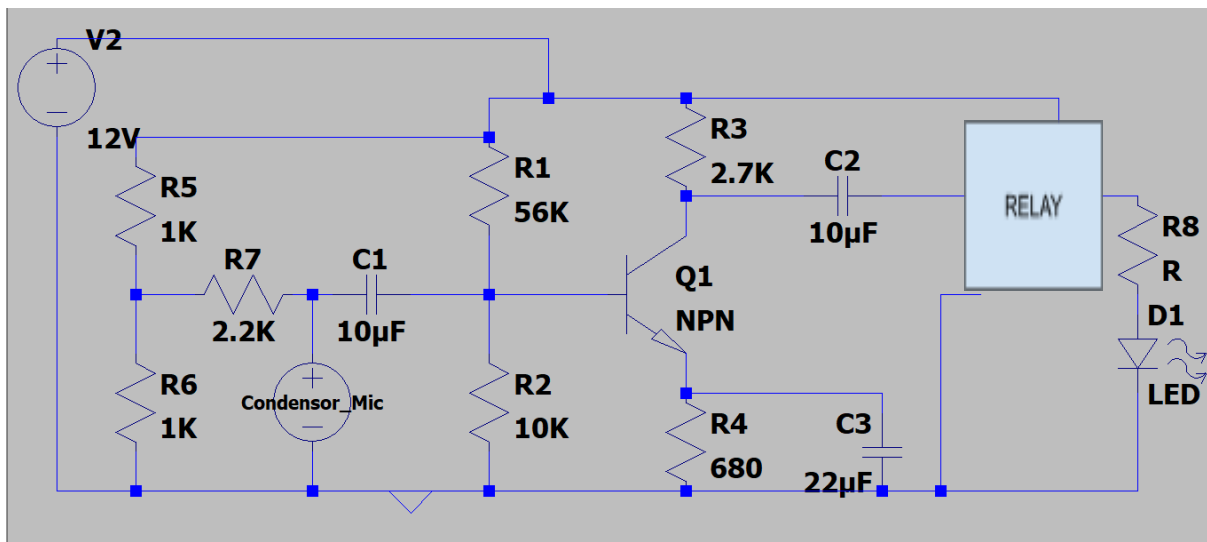 V2
12V
R5
1K
R7
2.2K
C1
10µF
R6
1K
Condensor_Mic
R1
56K
R2
10K
R3
2.7K
C2
10µF
Q1
NPN
R4
680
C3
22µF
RELAY
R8
R
D1
LED